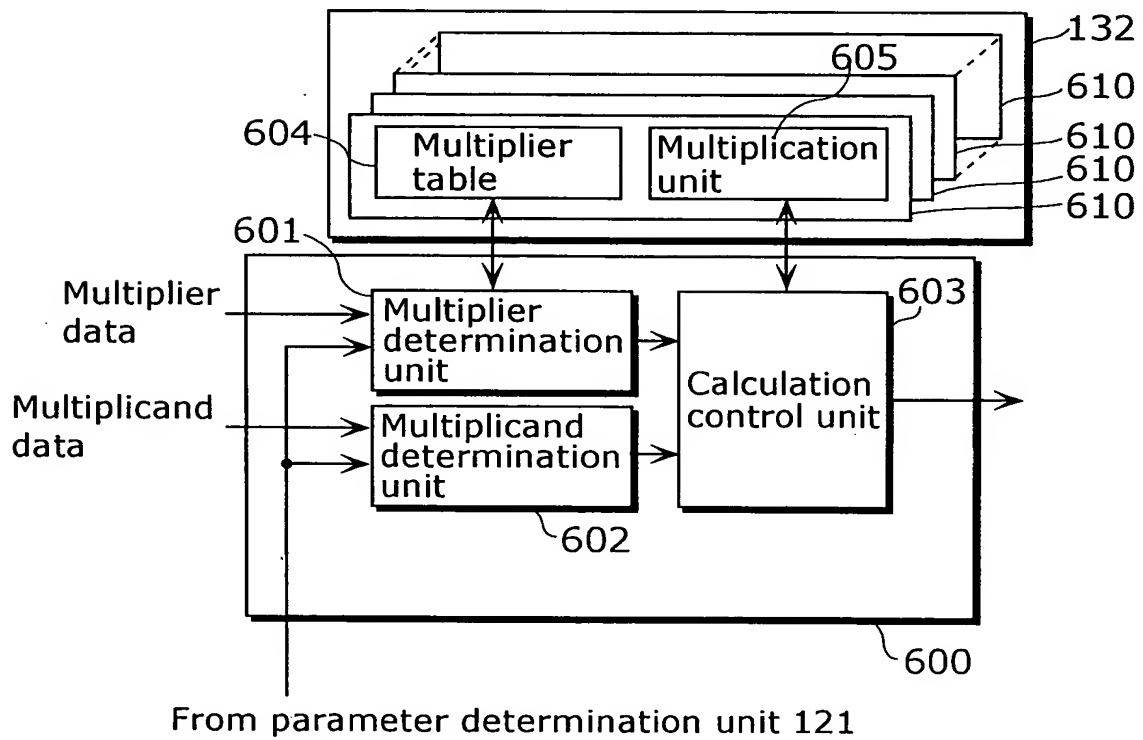 132
605
610
604
Multiplier
table
Multiplication
unit
610
610
610
601
Multiplier
data
Multiplier
determination
unit
603
Calculation
control unit
Multiplicand
data
Multiplicand
determination
unit
602
600
From parameter determination unit 121